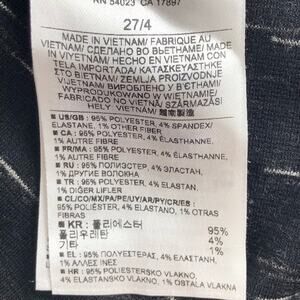 RN 54023 CA 17897
27/4
MADE IN VIETNAM/ FABRIQUE AU
VIETNAM/ СДЕЛАНО ВО ВЬЕТНАМЕ/ MADE
IN VIYETNAM/ HECHO EN VIETNAM CON
TELA IMPORTADA/ ΚΑΤΑΣΚΕΥΑΣΤΗΚΕ
ΣΤΟ ΒΙΕΤΝΑΜ/ ZEMLJA PROIZVODNJE
VIJETNAM/ ВИРОБЛЕНО У В'ЄТНАМІ/
WYPRODUKOWANO W WIETNAMIE/
FABRICADO NO VIETNÃ/ SZÁRMAZÁSI
HELY VIETNAM/ 越南製造
■ US/GB: 95% POLYESTER, 4% SPANDEX/
ELASTANE, 1% OTHER FIBER
■ CA : 95% POLYESTER, 4% ÉLASTHANNE,
1% AUTRE FIBRE
■ FR/MA : 95% POLYESTER, 4% ÉLASTHANNE,
1% AUTRE FIBRE
■ RU : 95% ПОЛИЭСТЕР, 4% ЭЛАСТАН,
1% ДРУГИЕ ВОЛОКНА
■ TR : 95% POLYESTER, 4% ELASTAN,
1% DİĞER LİFLER
■ CL/CO/MX/PA/PE/UY/AR/PY/CR/ES :
95% POLIÉSTER, 4% ELASTANO, 1% OTRAS
FIBRAS
■ KR : 폴리에스터 95%
폴리우레탄 4%
기타 1%
■ EL : 95% ΠΟΛΥΕΣΤΕΡΑΣ, 4% ΕΛΑΣΤΑΝΗ,
1% ΑΛΛΕΣ ΙΝΕΣ
■ HR : 95% POLIESTERSKO VLAKNO,
4% ELASTANSKO VLAKNO, 1% OSTALA VLAKNA